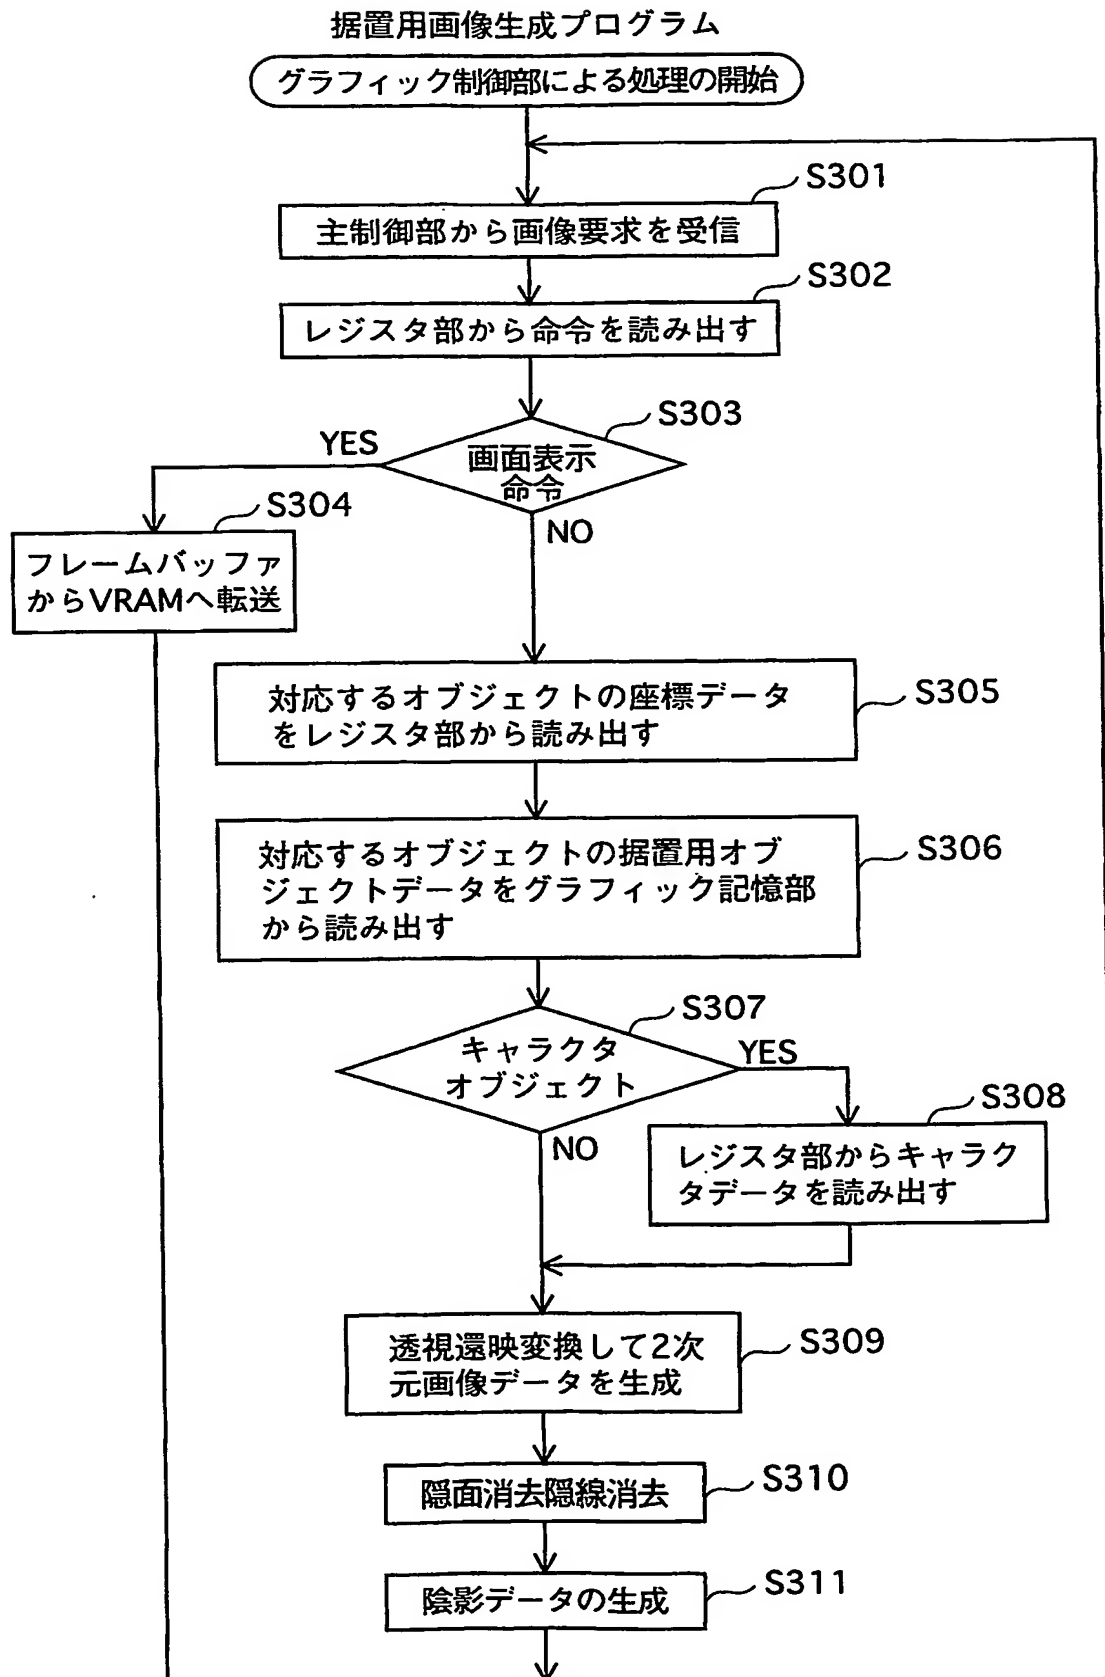 据置用画像生成プログラム
グラフィック制御部による処理の開始
S301
主制御部から画像要求を受信
S302
レジスタ部から命令を読み出す
S303
画面表示
命令
YES
NO
S304
フレームバッファ
からVRAMへ転送
S305
対応するオブジェクトの座標データ
をレジスタ部から読み出す
S306
対応するオブジェクトの据置用オブ
ジェクトデータをグラフィック記憶部
から読み出す
S307
キャラクタ
オブジェクト
YES
NO
S308
レジスタ部からキャラク
タデータを読み出す
S309
透視還映変換して2次
元画像データを生成
S310
隠面消去隠線消去
S311
陰影データの生成